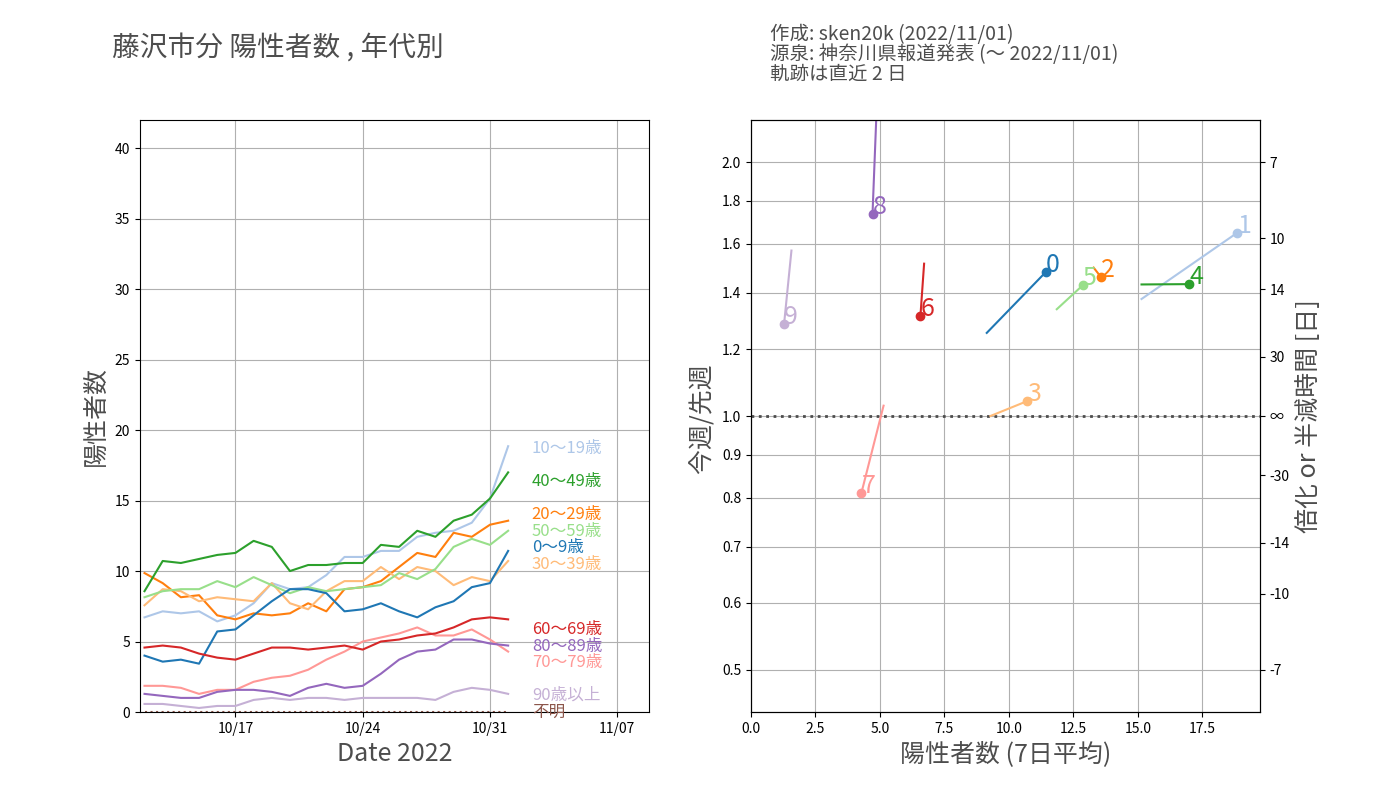 藤沢市分 陽性者数 , 年代別
作成: sken20k (2022/11/01)
源泉: 神奈川県報道発表 (〜 2022/11/01)
軌跡は直近 2 日
陽性者数
40
35
30
25
20
15
10
5
0
10/17
10/24
10/31
11/07
Date 2022
10〜19歳
40〜49歳
20〜29歳
50〜59歳
0〜9歳
30〜39歳
60〜69歳
80〜89歳
70〜79歳
90歳以上
不明
今週/先週
2.0
1.8
1.6
1.4
1.2
1.0
0.9
0.8
0.7
0.6
0.5
8
1
0
2
5
4
9
6
3
7
0.0
2.5
5.0
7.5
10.0
12.5
15.0
17.5
陽性者数 (7日平均)
7
10
14
30
∞
-30
-14
-10
-7
倍化 or 半減時間 [日]